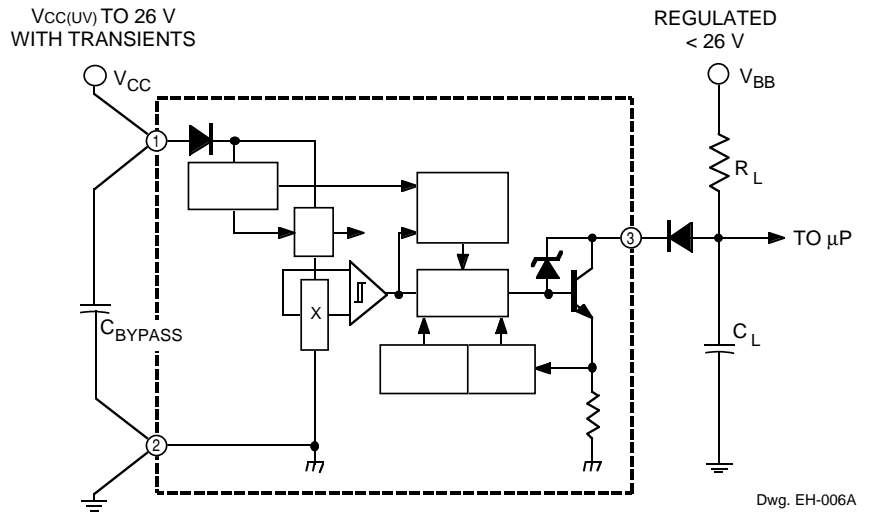 VCC(UV) TO 26 V
WITH TRANSIENTS
REGULATED
< 26 V
VCC
VBB
1
RL
3
TO µP
X
CBYPASS
CL
2
Dwg. EH-006A